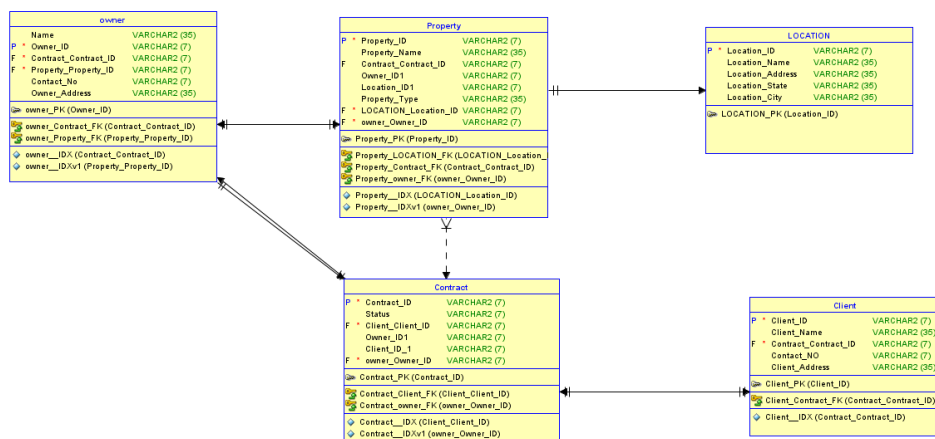 owner
Name VARCHAR2 (35)
P * Owner_ID VARCHAR2 (7)
F * Contract_Contract_ID VARCHAR2 (7)
F * Property_Property_ID VARCHAR2 (7)
Contact_No VARCHAR2 (7)
Owner_Address VARCHAR2 (35)
owner_PK (Owner_ID)
owner_Contract_FK (Contract_Contract_ID)
owner_Property_FK (Property_Property_ID)
owner__IDX (Contract_Contract_ID)
owner__IDXv1 (Property_Property_ID)
Property
P * Property_ID VARCHAR2 (7)
Property_Name VARCHAR2 (35)
F Contract_Contract_ID VARCHAR2 (7)
Owner_ID1 VARCHAR2 (7)
Location_ID1 VARCHAR2 (7)
Property_Type VARCHAR2 (35)
F * LOCATION_Location_ID VARCHAR2 (7)
F * owner_Owner_ID VARCHAR2 (7)
Property_PK (Property_ID)
Property_LOCATION_FK (LOCATION_Location_
Property_Contract_FK (Contract_Contract_ID)
Property_owner_FK (owner_Owner_ID)
Property__IDX (LOCATION_Location_ID)
Property__IDXv1 (owner_Owner_ID)
LOCATION
P * Location_ID VARCHAR2 (7)
Location_Name VARCHAR2 (35)
Location_Address VARCHAR2 (35)
Location_State VARCHAR2 (35)
Location_City VARCHAR2 (35)
LOCATION_PK (Location_ID)
Contract
P * Contract_ID VARCHAR2 (7)
Status VARCHAR2 (7)
F * Client_Client_ID VARCHAR2 (7)
Owner_ID1 VARCHAR2 (7)
Client_ID_1 VARCHAR2 (7)
F * owner_Owner_ID VARCHAR2 (7)
Contract_PK (Contract_ID)
Contract_Client_FK (Client_Client_ID)
Contract_owner_FK (owner_Owner_ID)
Contract__IDX (Client_Client_ID)
Contract__IDXv1 (owner_Owner_ID)
Client
P * Client_ID VARCHAR2 (7)
Client_Name VARCHAR2 (35)
F * Contract_Contract_ID VARCHAR2 (7)
Contact_NO VARCHAR2 (7)
Client_Address VARCHAR2 (35)
Client_PK (Client_ID)
Client_Contract_FK (Contract_Contract_ID)
Client__IDX (Contract_Contract_ID)